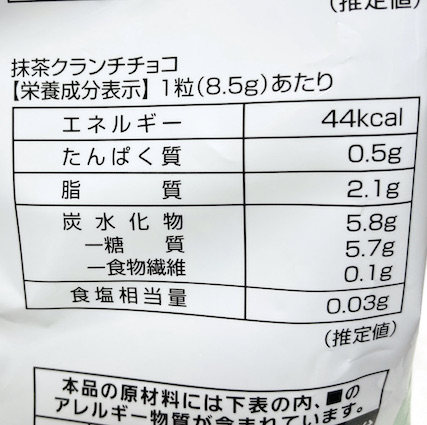 (推定値)
抹茶クランチチョコ
【栄養成分表示】1粒(8.5g)あたり
エネルギー 44kcal
たんぱく質 0.5g
脂質 2.1g
炭水化物 5.8g
―糖質 5.7g
―食物繊維 0.1g
食塩相当量 0.03g
(推定値)
本品の原材料には下表の内、■の
アレルギー物質が含まれています。